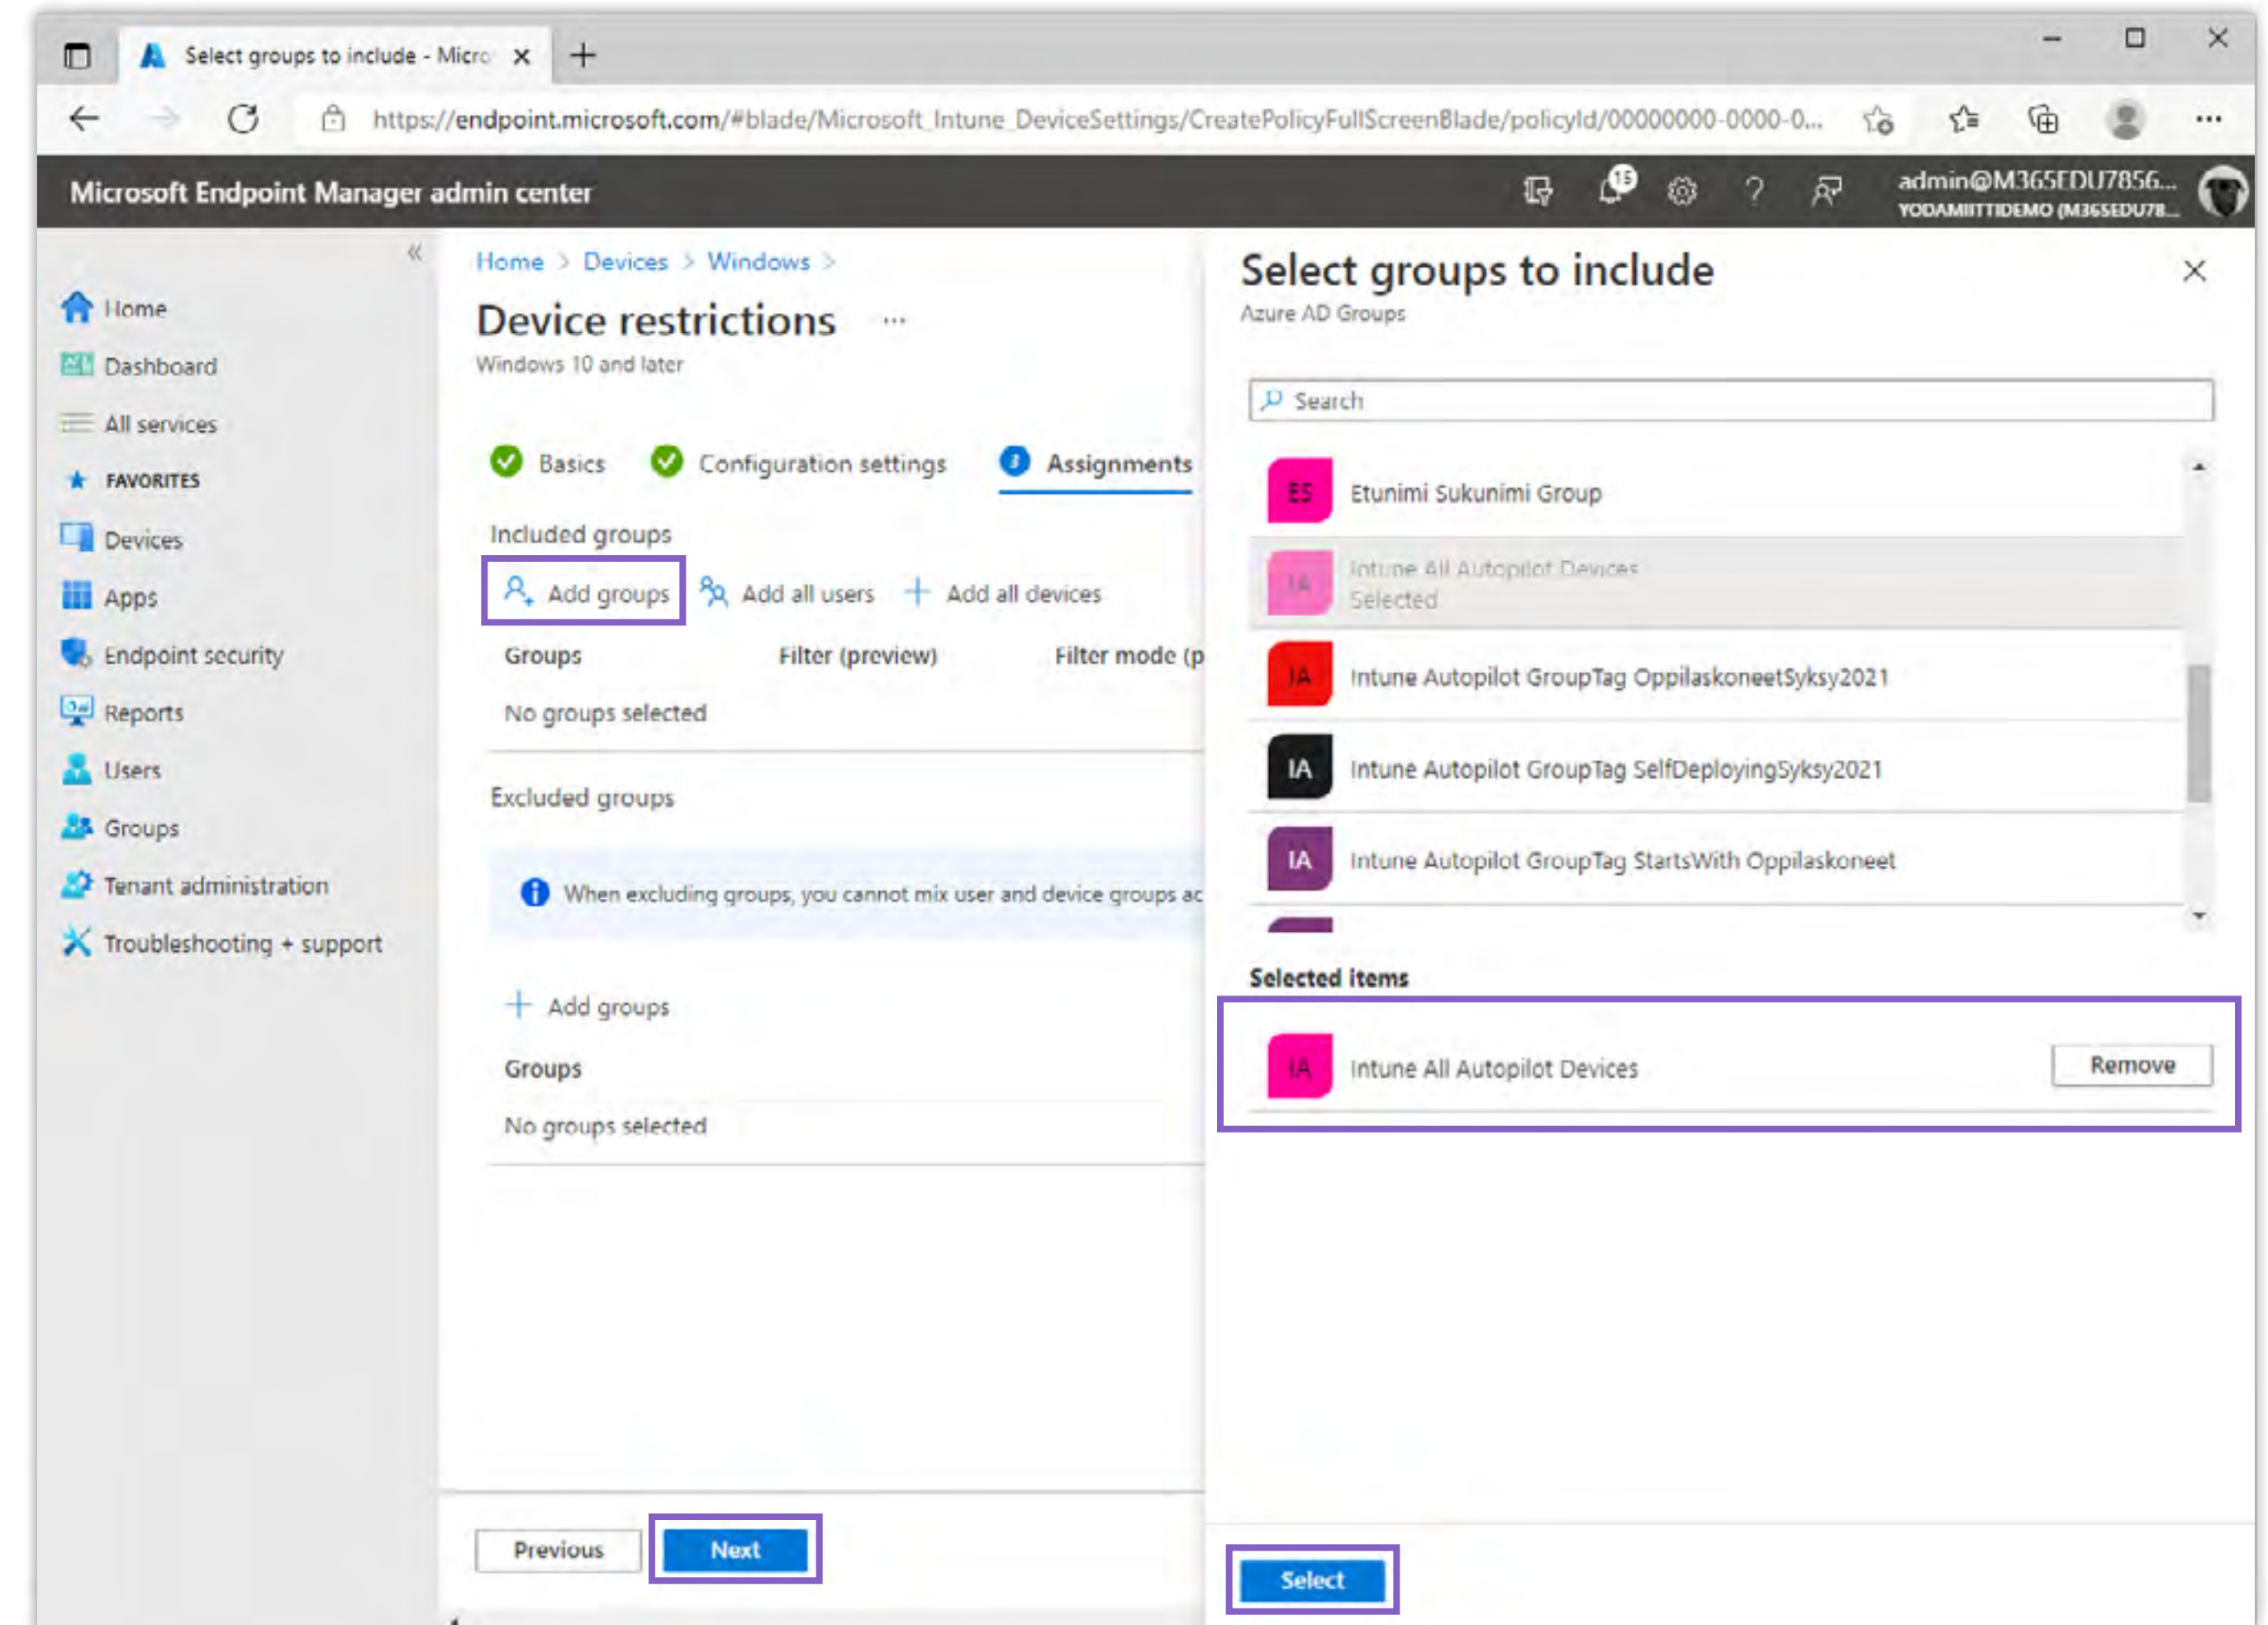 Select groups to include - Micro
https://endpoint.microsoft.com/#blade/Microsoft_Intune_DeviceSettings/CreatePolicyFullScreenBlade/policyId/00000000-0000-0...
Microsoft Endpoint Manager admin center
15
admin@M365EDU7856...
YODAMIITTIDEMO (M365EDU78...
Home
Dashboard
All services
FAVORITES
Devices
Apps
Endpoint security
Reports
Users
Groups
Tenant administration
Troubleshooting + support
Home > Devices > Windows >
Device restrictions ...
Windows 10 and later
Basics
Configuration settings
3 Assignments
Included groups
Add groups
Add all users
Add all devices
Groups Filter (preview) Filter mode (p
No groups selected
Excluded groups
When excluding groups, you cannot mix user and device groups ac
Add groups
Groups
No groups selected
Previous
Next
Select groups to include
Azure AD Groups
Search
ES Etunimi Sukunimi Group
IA Intune All Autopilot Devices
Selected
IA Intune Autopilot GroupTag OppilaskoneetSyksy2021
IA Intune Autopilot GroupTag SelfDeployingSyksy2021
IA Intune Autopilot GroupTag StartsWith Oppilaskoneet
Selected items
IA Intune All Autopilot Devices
Remove
Select